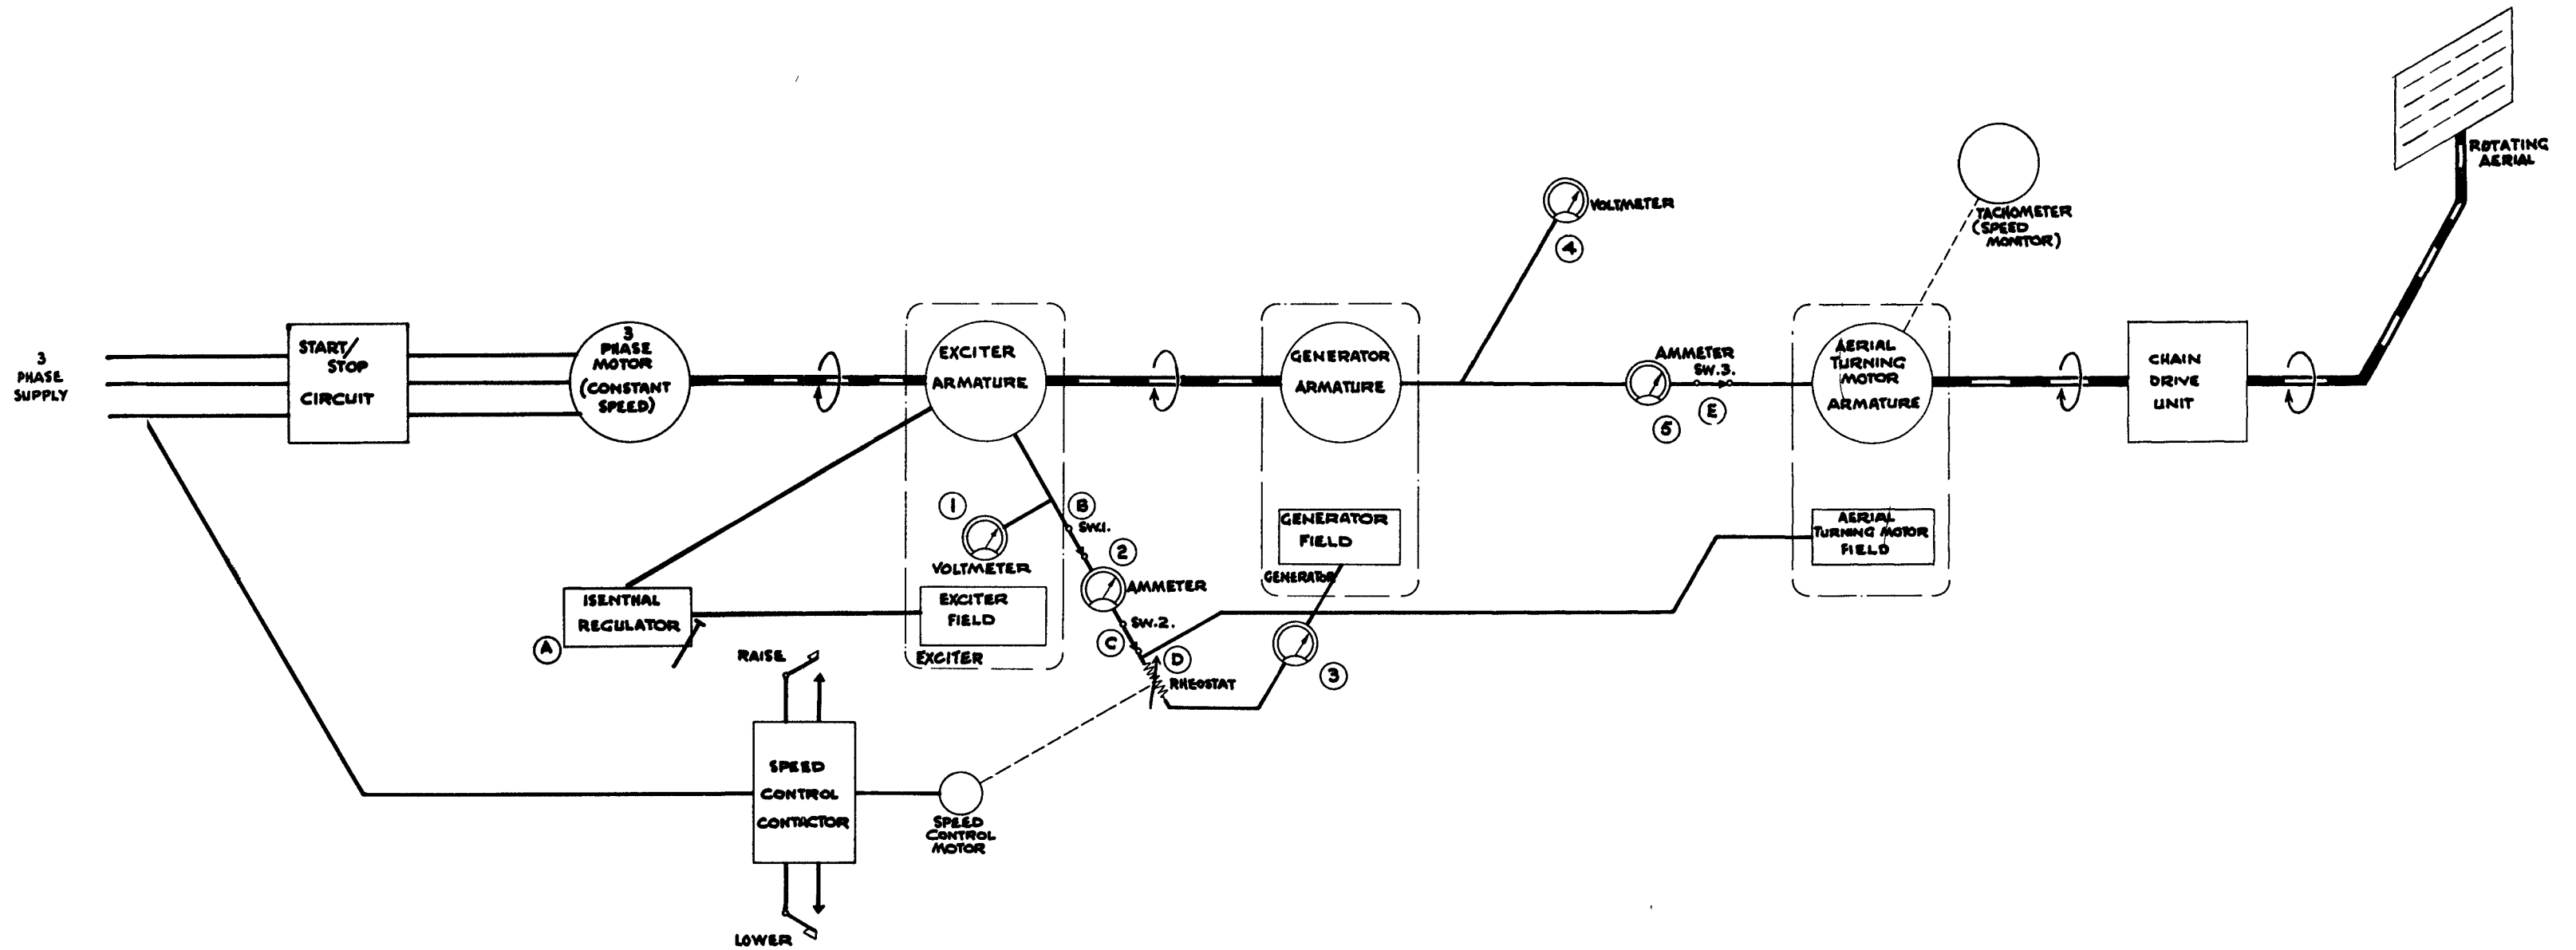 ROTATING
AERIAL
VOLTMETER
4
TACHOMETER
(SPEED
MONITOR)
3
PHASE
SUPPLY
START/
STOP
CIRCUIT
3
PHASE
MOTOR
(CONSTANT
SPEED)
EXCITER
ARMATURE
GENERATOR
ARMATURE
AMMETER
SW.3.
5
E
AERIAL
TURNING
MOTOR
ARMATURE
CHAIN
DRIVE
UNIT
1
VOLTMETER
B
SW.1.
2
AMMETER
GENERATOR
FIELD
GENERATOR
AERIAL
TURNING MOTOR
FIELD
ISENTHAL
REGULATOR
A
EXCITER
FIELD
EXCITER
SW.2.
C
D
RHEOSTAT
3
RAISE
SPEED
CONTROL
CONTACTOR
SPEED
CONTROL
MOTOR
LOWER